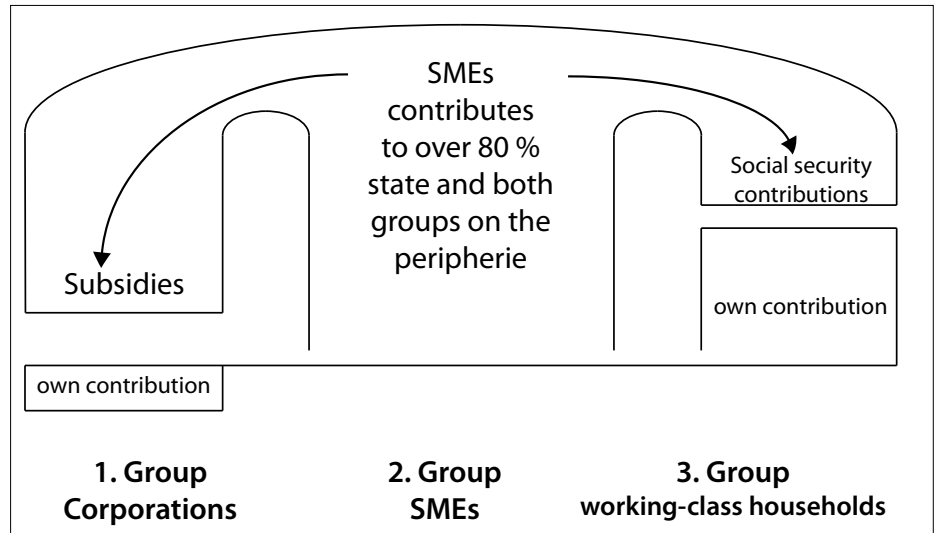 SMEs
contributes
to over 80 %
state and both
groups on the
peripherie
Social security
contributions
Subsidies
own contribution
own contribution
1. Group
Corporations
2. Group
SMEs
3. Group
working-class households